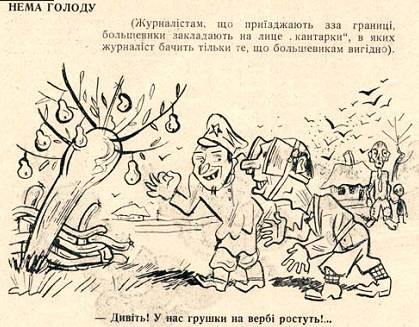 НЕМА ГОЛОДУ
(Журналістам, що приїзджають зза границі,
большевики закладають на лице „кантарки“, в яких
журналіст бачить тільки те, що большевикам вигідно).
— Дивіть! У нас грушки на вербі ростуть!...